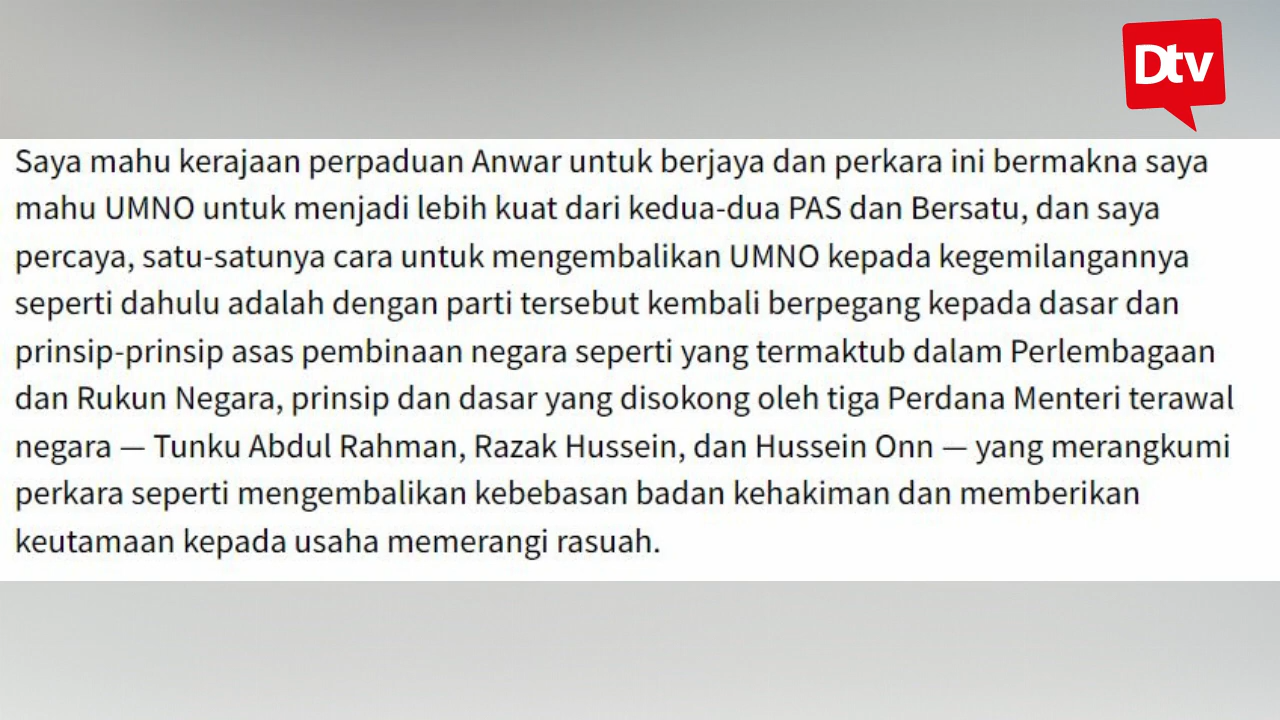 Dtv
Saya mahu kerajaan perpaduan Anwar untuk berjaya dan perkara ini bermakna saya
mahu UMNO untuk menjadi lebih kuat dari kedua-dua PAS dan Bersatu, dan saya
percaya, satu-satunya cara untuk mengembalikan UMNO kepada kegemilangannya
seperti dahulu adalah dengan parti tersebut kembali berpegang kepada dasar dan
prinsip-prinsip asas pembinaan negara seperti yang termaktub dalam Perlembagaan
dan Rukun Negara, prinsip dan dasar yang disokong oleh tiga Perdana Menteri terawal
negara — Tunku Abdul Rahman, Razak Hussein, dan Hussein Onn — yang merangkumi
perkara seperti mengembalikan kebebasan badan kehakiman dan memberikan
keutamaan kepada usaha memerangi rasuah.